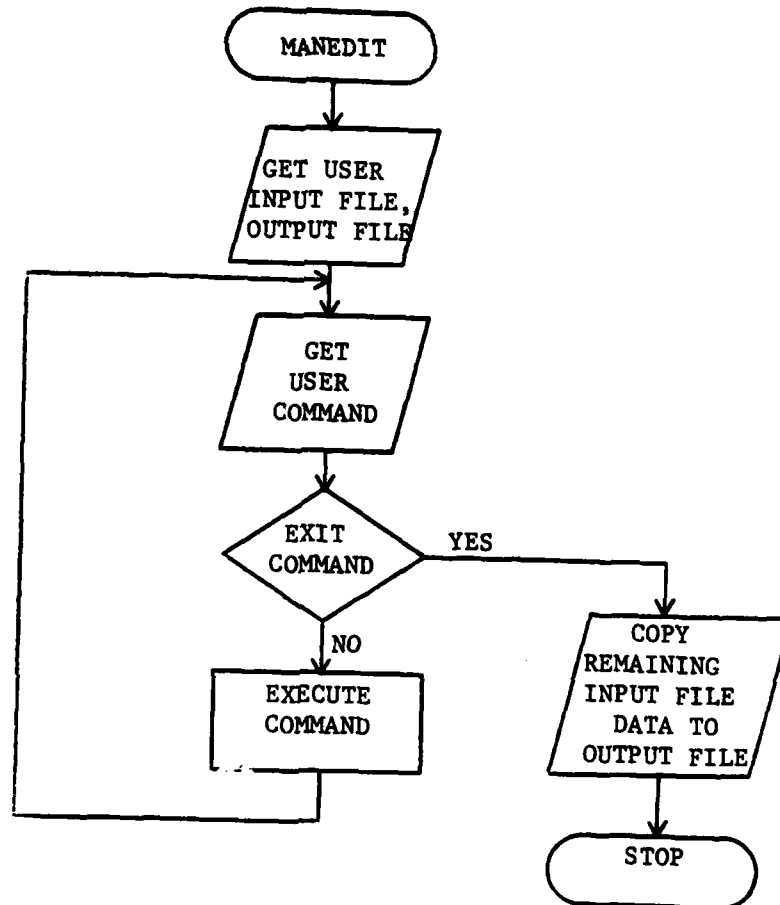 MANEDIT
GET USER
INPUT FILE,
OUTPUT FILE
GET
USER
COMMAND
EXIT
COMMAND
YES
NO
EXECUTE
COMMAND
COPY
REMAINING
INPUT FILE
DATA TO
OUTPUT FILE
STOP